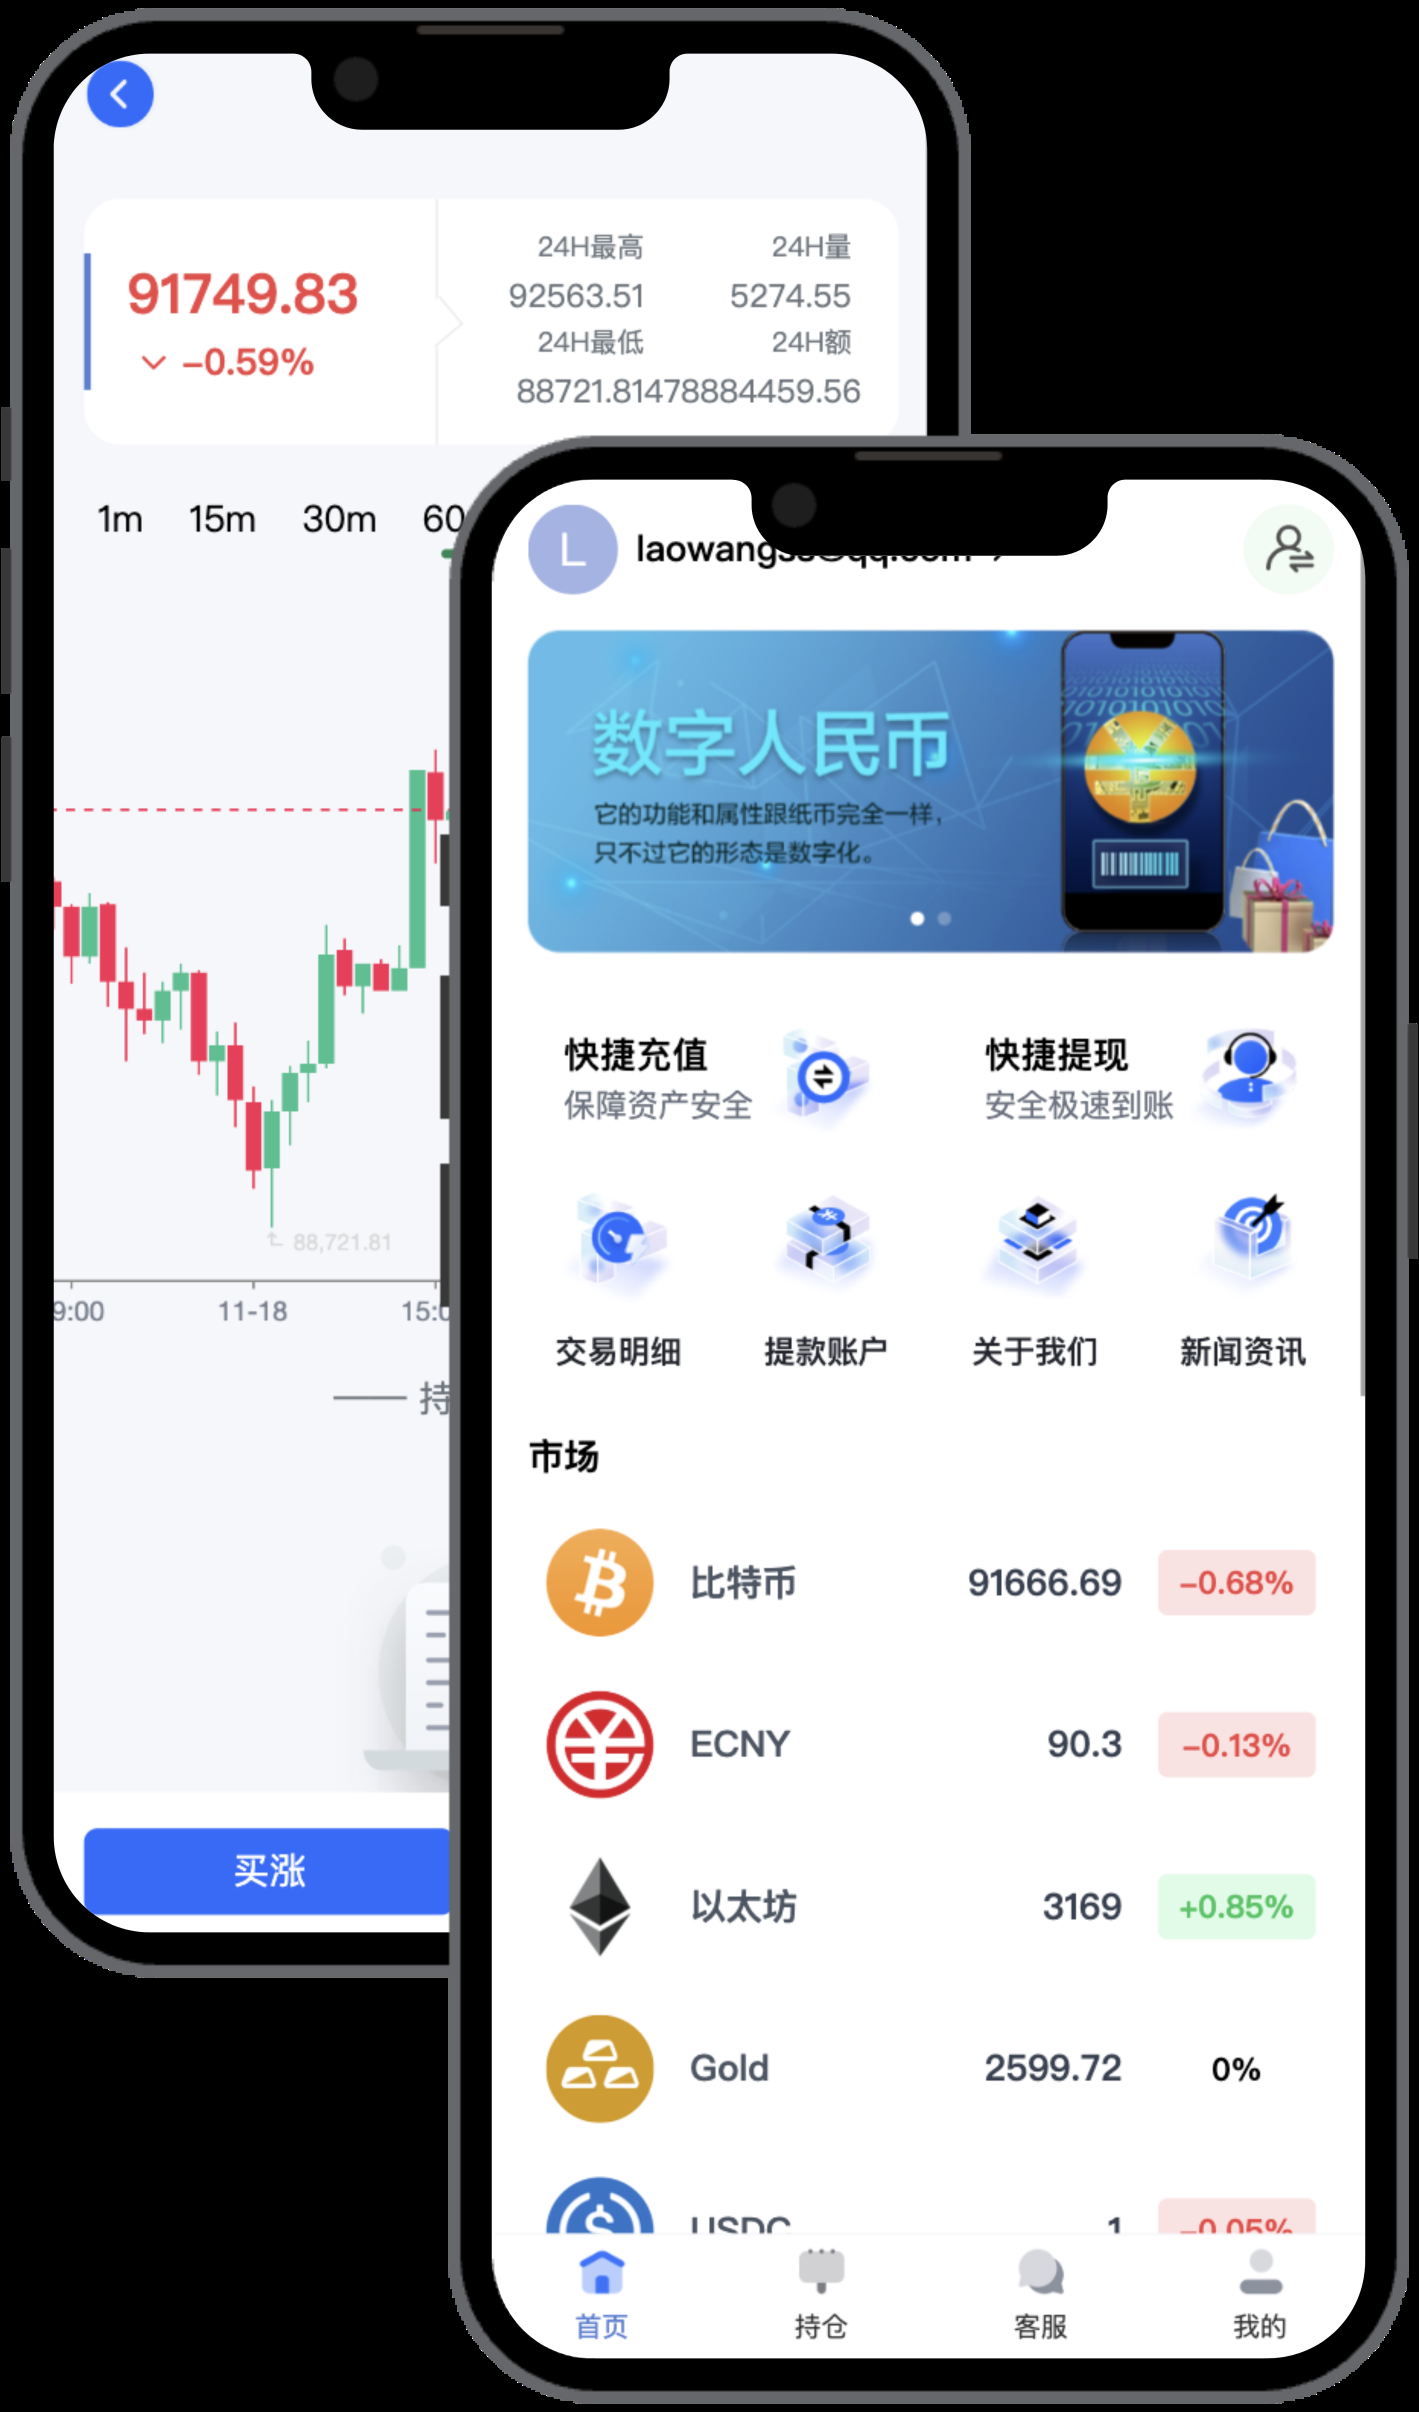 91749.83
-0.59%
24H最高
24H量
92563.51
5274.55
24H最低
24H额
88721.81478884459.56
1m 15m 30m 60
88,721.81
9:00 11-18 15:0
持
买涨
L
数字人民币
它的功能和属性跟纸币完全一样，
只不过它的形态是数字化。
快捷充值
保障资产安全
快捷提现
安全极速到账
交易明细 提款账户 关于我们 新闻资讯
市场
比特币 91666.69 -0.68%
ECNY 90.3 -0.13%
以太坊 3169 +0.85%
Gold 2599.72 0%
USDC 1 -0.05%
首页 持仓 客服 我的